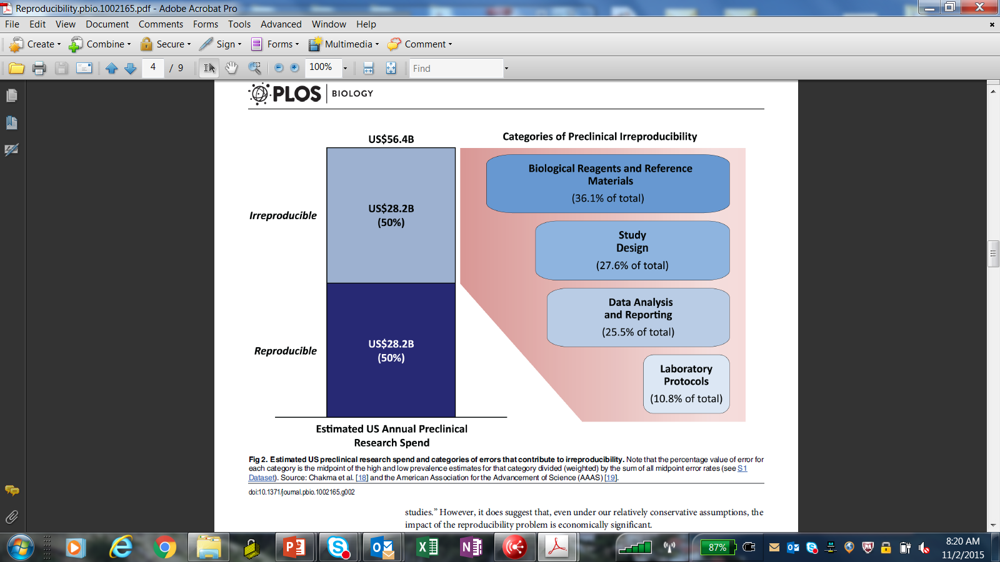 Reproducibility.pbio.1002165.pdf - Adobe Acrobat Pro
File Edit View Document Comments Forms Tools Advanced Window Help
Create Combine Secure Sign Forms Multimedia Comment
4 / 9 100% Find
PLOS BIOLOGY
US$56.4B
Categories of Preclinical Irreproducibility
Irreproducible
US$28.2B
(50%)
Reproducible
US$28.2B
(50%)
Estimated US Annual Preclinical
Research Spend
Biological Reagents and Reference
Materials
(36.1% of total)
Study
Design
(27.6% of total)
Data Analysis
and Reporting
(25.5% of total)
Laboratory
Protocols
(10.8% of total)
Fig 2. Estimated US preclinical research spend and categories of errors that contribute to irreproducibility. Note that the percentage value of error for
each category is the midpoint of the high and low prevalence estimates for that category divided (weighted) by the sum of all midpoint error rates (see S1
Dataset). Source: Chakma et al. [18] and the American Association for the Advancement of Science (AAAS) [19].
doi:10.1371/journal.pbio.1002165.g002
studies.” However, it does suggest that, even under our relatively conservative assumptions, the
impact of the reproducibility problem is economically significant.
87%
8:20 AM
11/2/2015